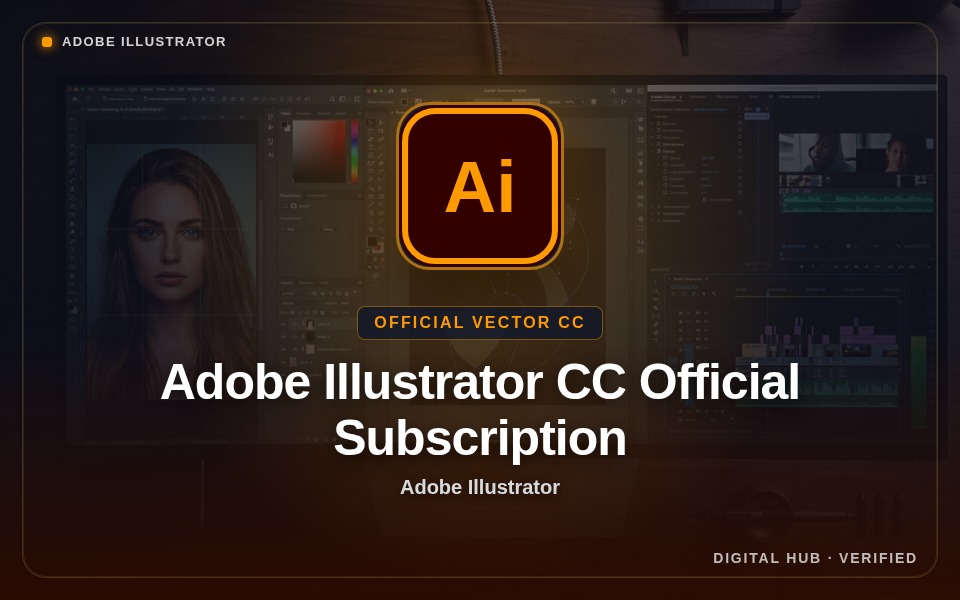 ADOBE ILLUSTRATOR
Ai
OFFICIAL VECTOR CC
Adobe Illustrator CC Official
Subscription
Adobe Illustrator
DIGITAL HUB · VERIFIED